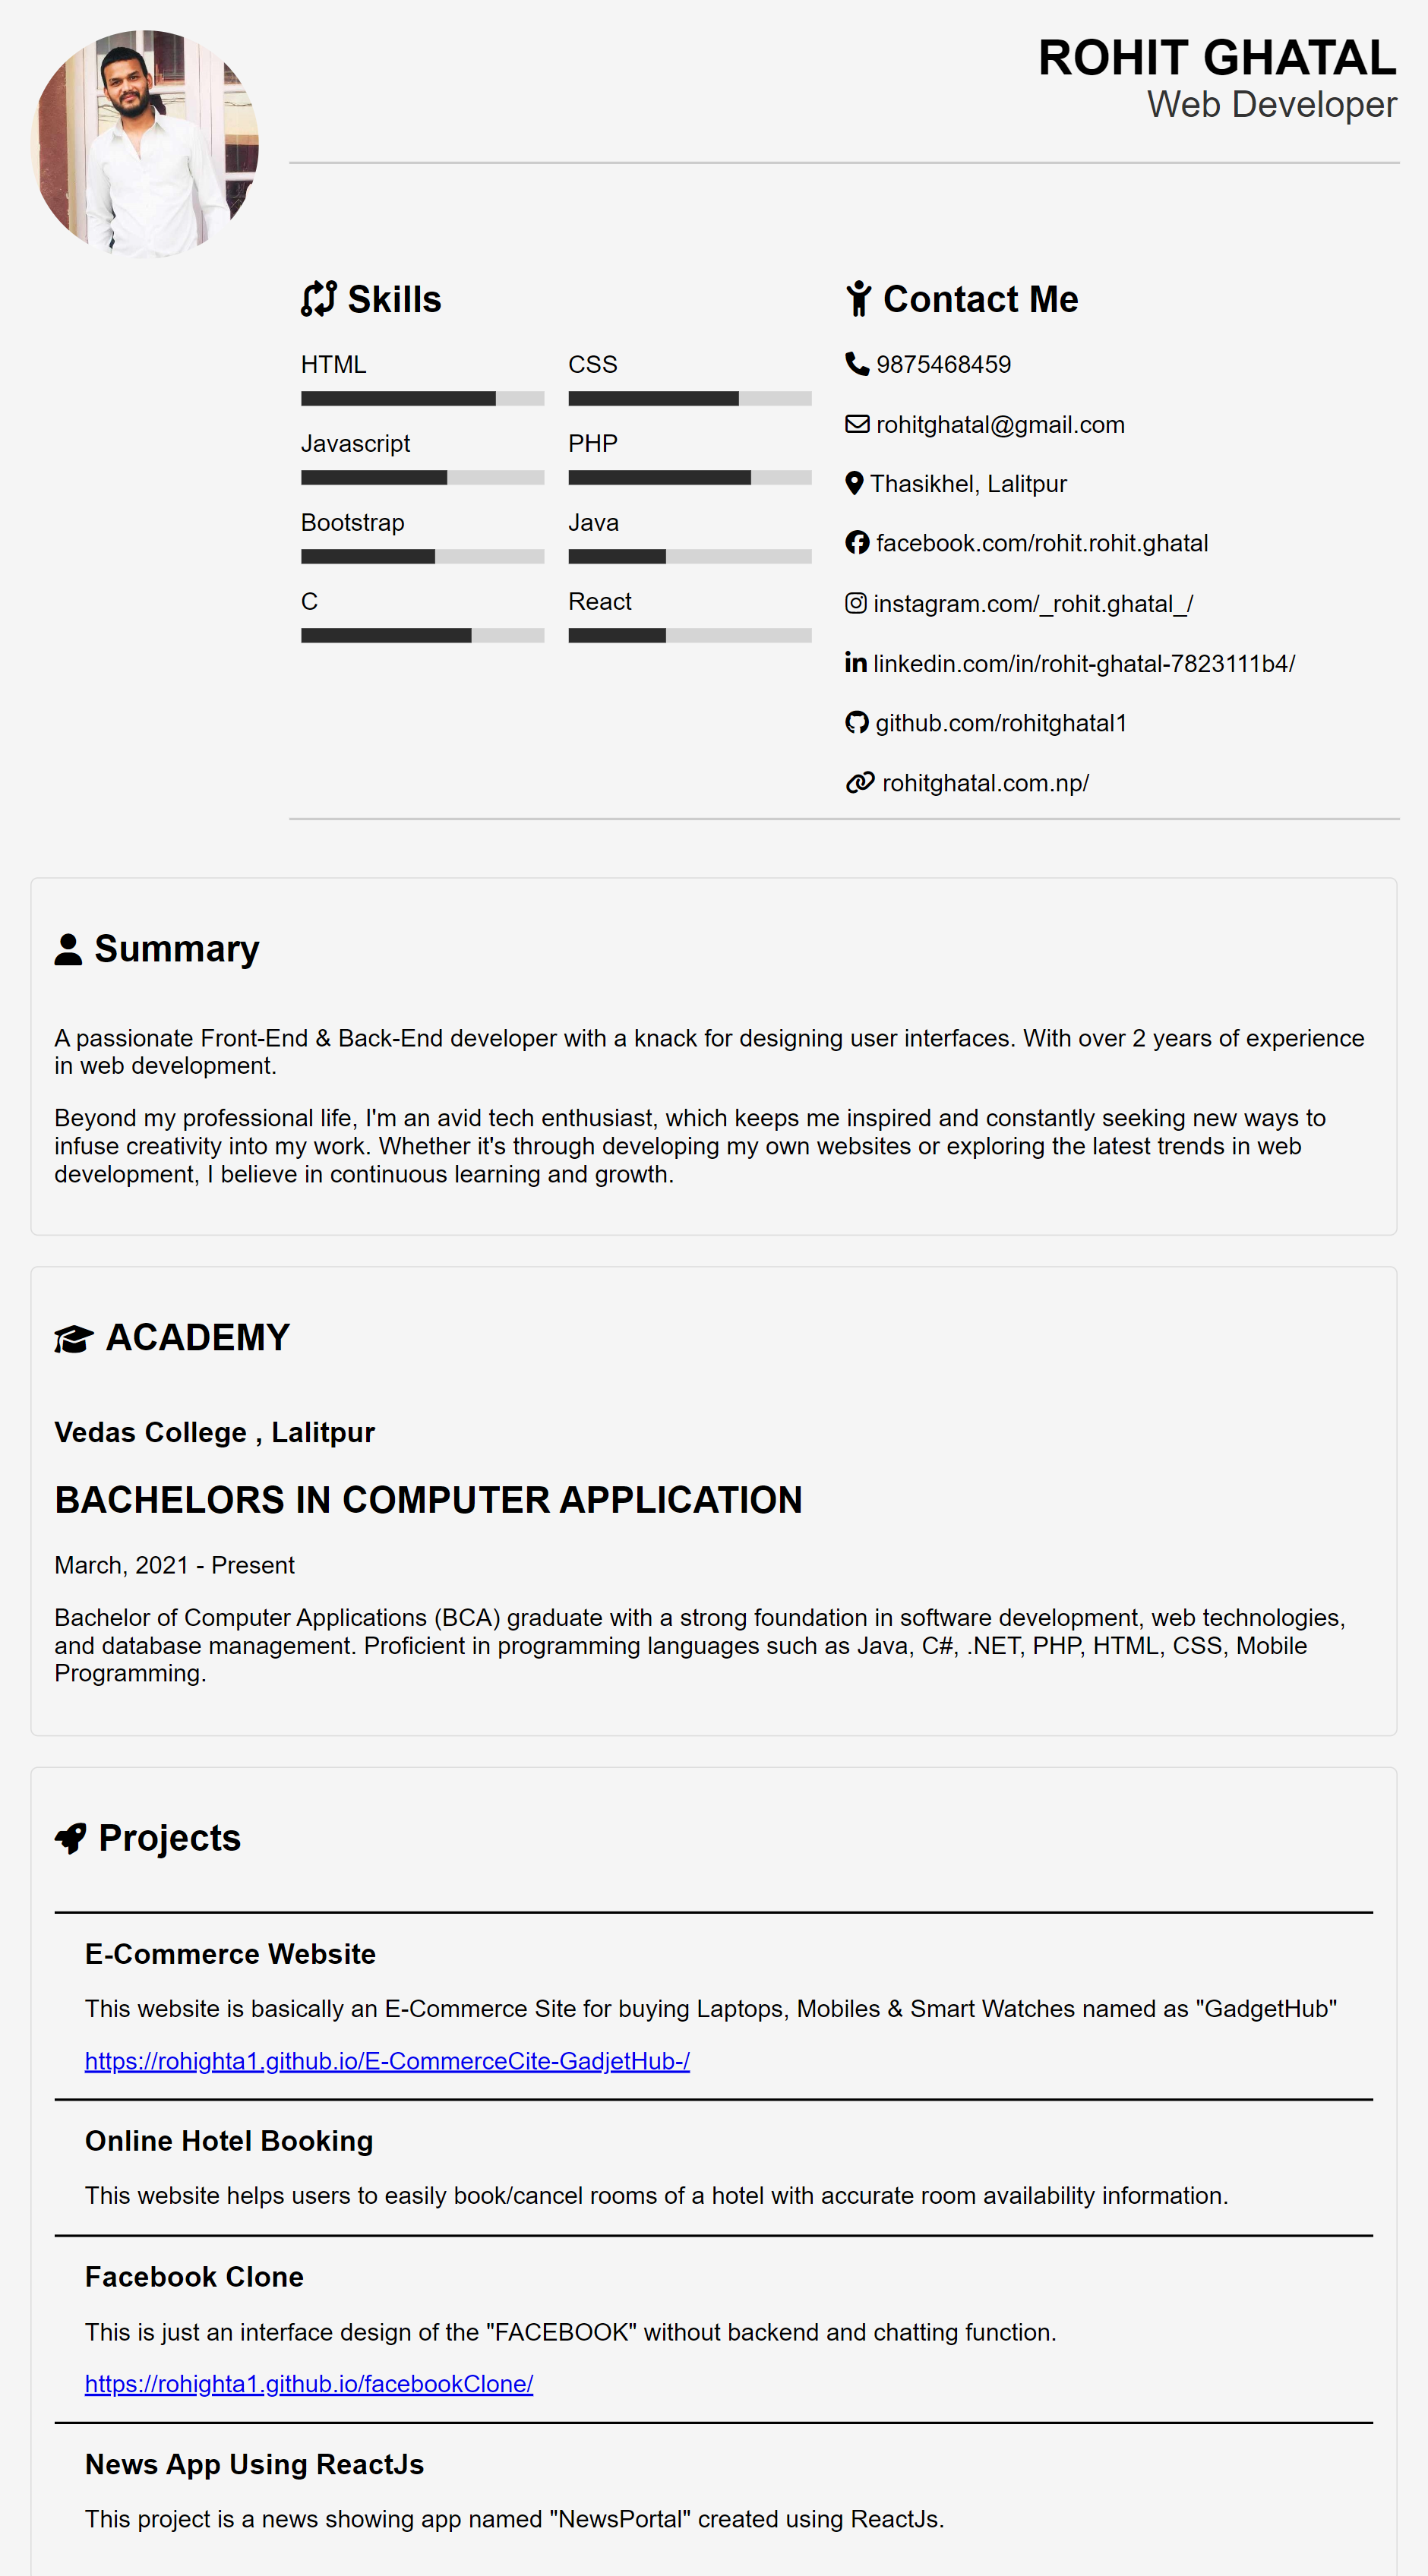 ROHIT GHATAL
Web Developer
Skills
HTML
CSS
Javascript
PHP
Bootstrap
Java
C
React
Contact Me
9875468459
rohitghatal@gmail.com
Thasikhel, Lalitpur
facebook.com/rohit.rohit.ghatal
instagram.com/_rohit.ghatal_/
linkedin.com/in/rohit-ghatal-7823111b4/
github.com/rohitghatal1
rohitghatal.com.np/
Summary
A passionate Front-End & Back-End developer with a knack for designing user interfaces. With over 2 years of experience
in web development.
Beyond my professional life, I'm an avid tech enthusiast, which keeps me inspired and constantly seeking new ways to
infuse creativity into my work. Whether it's through developing my own websites or exploring the latest trends in web
development, I believe in continuous learning and growth.
ACADEMY
Vedas College , Lalitpur
BACHELORS IN COMPUTER APPLICATION
March, 2021 - Present
Bachelor of Computer Applications (BCA) graduate with a strong foundation in software development, web technologies,
and database management. Proficient in programming languages such as Java, C#, .NET, PHP, HTML, CSS, Mobile
Programming.
Projects
E-Commerce Website
This website is basically an E-Commerce Site for buying Laptops, Mobiles & Smart Watches named as "GadgetHub"
https://rohighta1.github.io/E-CommerceCite-GadjetHub-/
Online Hotel Booking
This website helps users to easily book/cancel rooms of a hotel with accurate room availability information.
Facebook Clone
This is just an interface design of the "FACEBOOK" without backend and chatting function.
https://rohighta1.github.io/facebookClone/
News App Using ReactJs
This project is a news showing app named "NewsPortal" created using ReactJs.